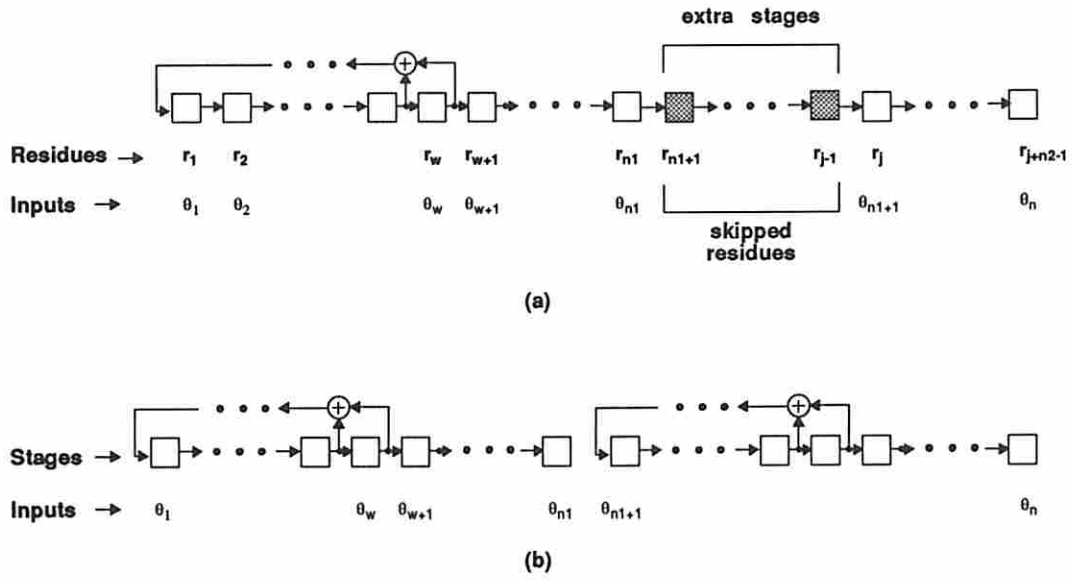 extra stages
Residues r1 r2 rw rw+1 rn1 rn1+1 rj-1 rj rj+n2-1
Inputs θ1 θ2 θw θw+1 θn1 θn1+1 θn
skipped
residues
(a)
Stages
Inputs θ1 θw θw+1 θn1 θn1+1 θn
(b)